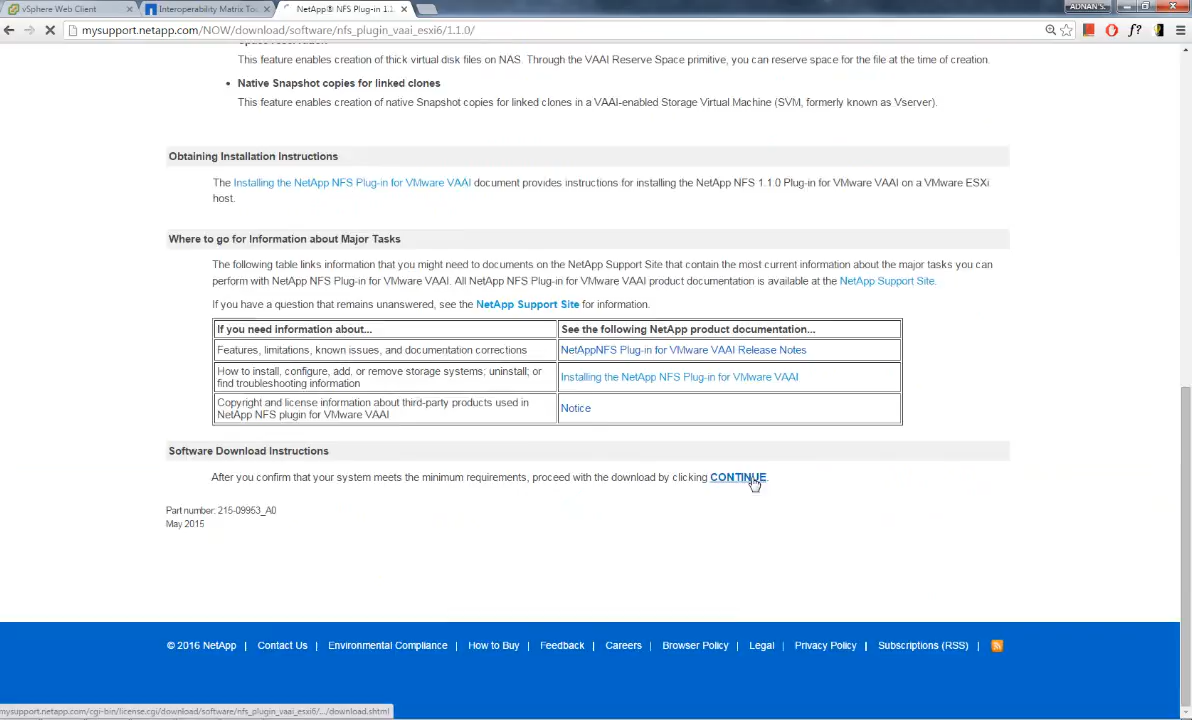 vSphere Web Client
Interoperability Matrix Too
NetApp® NFS Plug-in 1.1.
ADNAN'S.
mysupport.netapp.com/NOW/download/software/nfs_plugin_vaai_esxi6/1.1.0/
f?
This feature enables creation of thick virtual disk files on NAS. Through the VAAI Reserve Space primitive, you can reserve space for the file at the time of creation.
• Native Snapshot copies for linked clones
This feature enables creation of native Snapshot copies for linked clones in a VAAI-enabled Storage Virtual Machine (SVM, formerly known as Vserver).
Obtaining Installation Instructions
The Installing the NetApp NFS Plug-in for VMware VAAI document provides instructions for installing the NetApp NFS 1.1.0 Plug-in for VMware VAAI on a VMware ESXi
host.
Where to go for Information about Major Tasks
The following table links information that you might need to documents on the NetApp Support Site that contain the most current information about the major tasks you can
perform with NetApp NFS Plug-in for VMware VAAI. All NetApp NFS Plug-in for VMware VAAI product documentation is available at the NetApp Support Site.
If you have a question that remains unanswered, see the NetApp Support Site for information.
If you need information about...
See the following NetApp product documentation...
Features, limitations, known issues, and documentation corrections
NetAppNFS Plug-in for VMware VAAI Release Notes
How to install, configure, add, or remove storage systems; uninstall; or
find troubleshooting information
Installing the NetApp NFS Plug-in for VMware VAAI
Copyright and license information about third-party products used in
NetApp NFS plugin for VMware VAAI
Notice
Software Download Instructions
After you confirm that your system meets the minimum requirements, proceed with the download by clicking CONTINUE.
Part number: 215-09953_A0
May 2015
© 2016 NetApp | Contact Us | Environmental Compliance | How to Buy | Feedback | Careers | Browser Policy | Legal | Privacy Policy | Subscriptions (RSS) |
mysupport.netapp.com/cgi-bin/license.cgi/download/software/nfs_plugin_vaai_esxi6/.../download.shtml